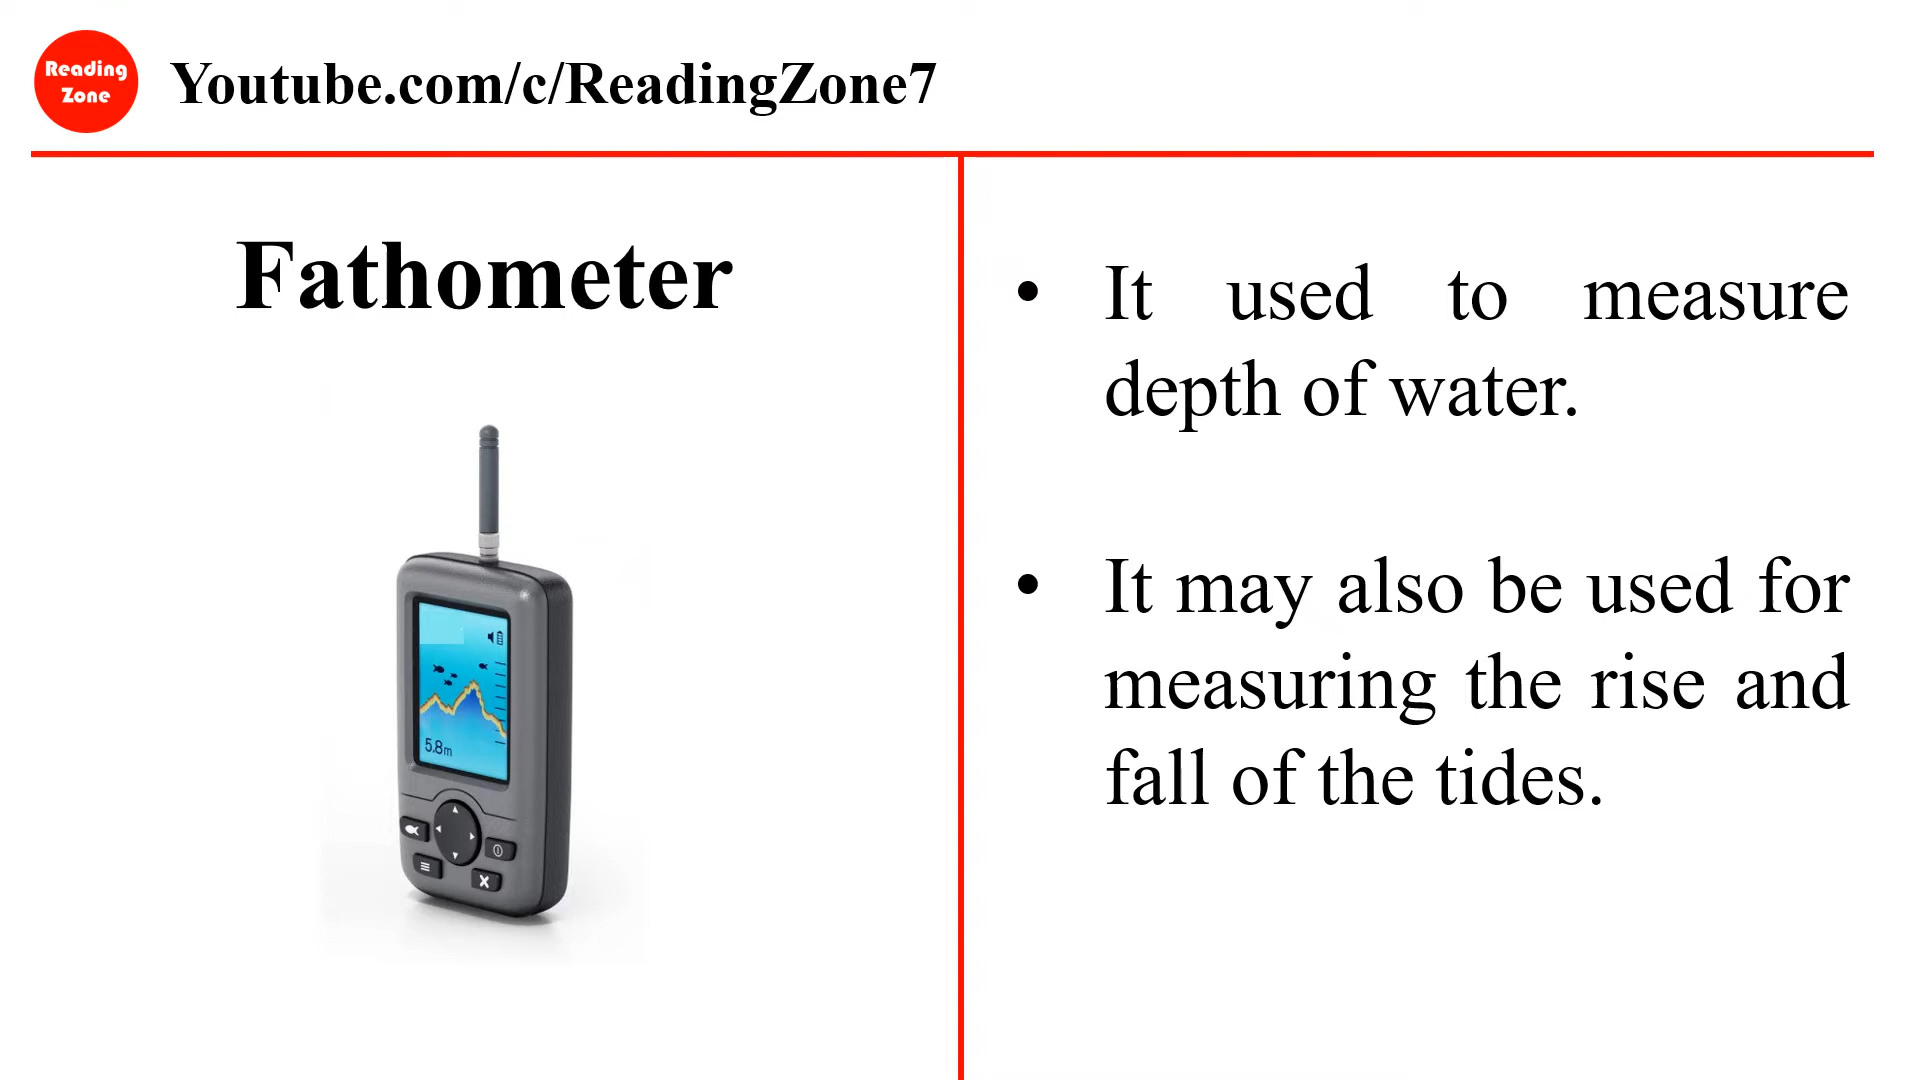 Reading
Zone
Youtube.com/c/ReadingZone7
Fathometer
5.8m
• It used to measure
depth of water.
• It may also be used for
measuring the rise and
fall of the tides.